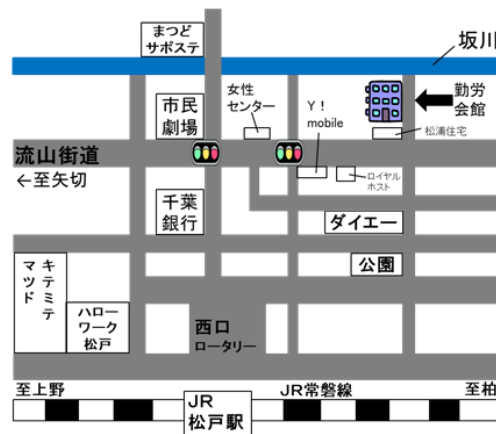 まつど
サポステ
坂川
市民
劇場
女性
センター
Y！
mobile
勤労
会館
松浦住宅
流山街道
←至矢切
ロイヤル
ホスト
千葉
銀行
ダイエー
公園
キテミテ
マツド
ハロー
ワーク
松戸
西口
ロータリー
至上野
JR
松戸駅
JR常磐線
至柏